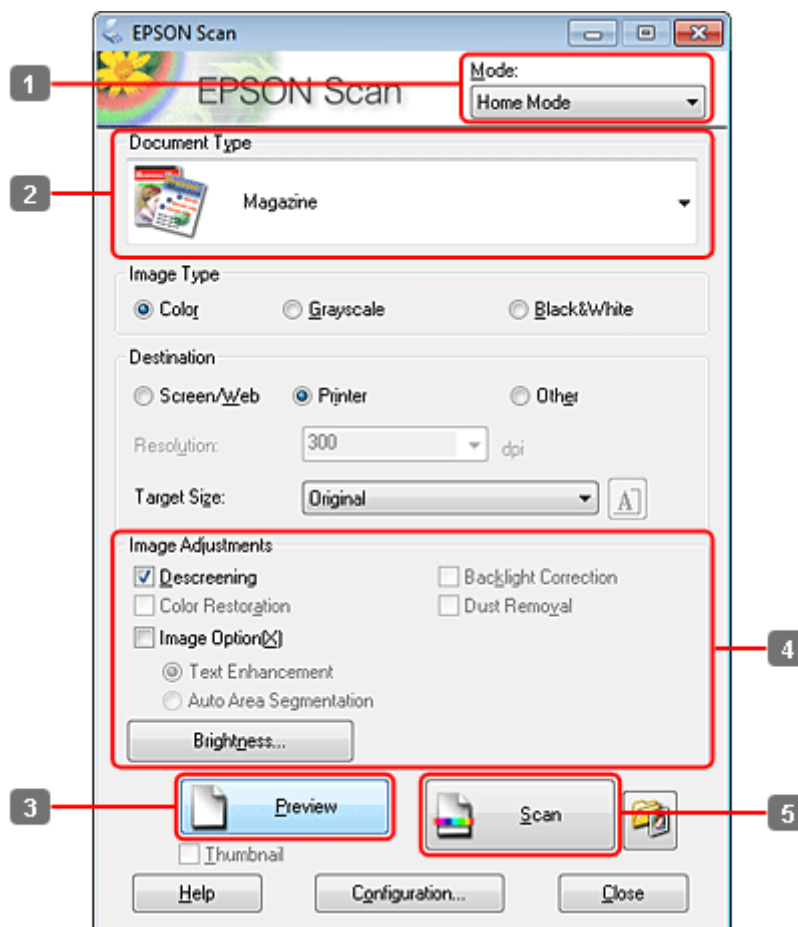 EPSON Scan
EPSON Scan
Mode:
1
Home Mode
Document Type
2
Magazine
Image Type
Color Grayscale Black&White
Destination
Screen/Web Printer Other
Resolution: 300 dpi
Target Size: Original A
Image Adjustments
Descreening Backlight Correction
Color Restoration Dust Removal
Image Option(X)
4
Text Enhancement
Auto Area Segmentation
Brightness...
3 Preview Scan 5
Thumbnail
Help Configuration... Close